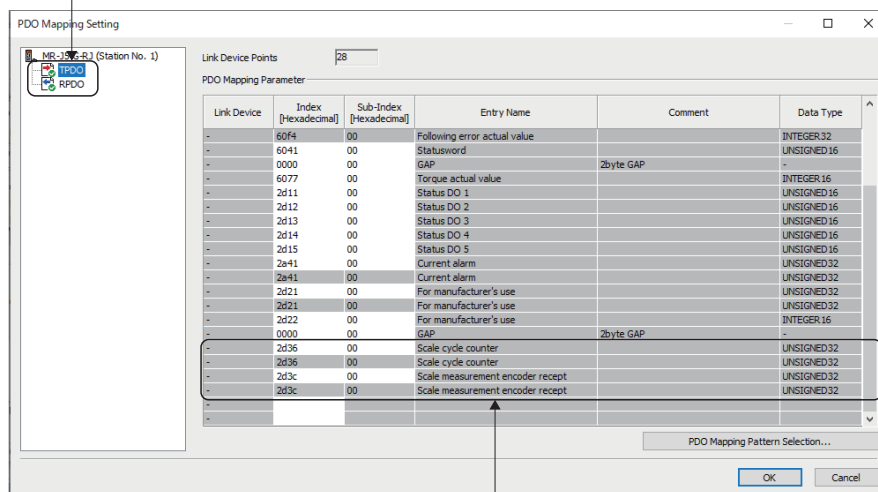 PDO Mapping Setting
MR-J5-G-RJ (Station No. 1)
TPDO
RPDO
Link Device Points 28
PDO Mapping Parameter
Link Device Index [Hexadecimal] Sub-Index [Hexadecimal] Entry Name Comment Data Type
- 60f4 00 Following error actual value INTEGER32
- 6041 00 Statusword UNSIGNED16
- 0000 00 GAP 2byte GAP -
- 6077 00 Torque actual value INTEGER16
- 2d11 00 Status DO 1 UNSIGNED16
- 2d12 00 Status DO 2 UNSIGNED16
- 2d13 00 Status DO 3 UNSIGNED16
- 2d14 00 Status DO 4 UNSIGNED16
- 2d15 00 Status DO 5 UNSIGNED16
- 2a41 00 Current alarm UNSIGNED32
- 2a41 00 Current alarm UNSIGNED32
- 2d21 00 For manufacturer's use UNSIGNED32
- 2d21 00 For manufacturer's use UNSIGNED32
- 2d22 00 For manufacturer's use INTEGER16
- 0000 00 GAP 2byte GAP -
- 2d36 00 Scale cycle counter UNSIGNED32
- 2d36 00 Scale cycle counter UNSIGNED32
- 2d3c 00 Scale measurement encoder recept UNSIGNED32
- 2d3c 00 Scale measurement encoder recept UNSIGNED32
-
-
PDO Mapping Pattern Selection...
OK Cancel